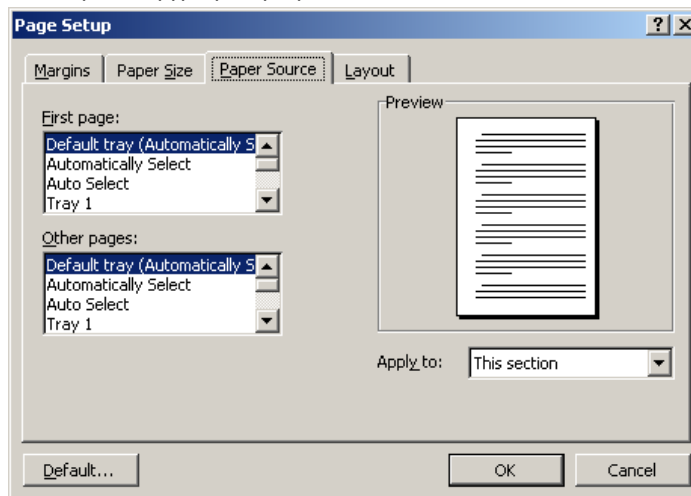 Page Setup
Margins
Paper Size
Paper Source
Layout
First page:
Default tray (Automatically S
Automatically Select
Auto Select
Tray 1
Other pages:
Default tray (Automatically S
Automatically Select
Auto Select
Tray 1
Preview
Apply to:
This section
Default...
OK
Cancel